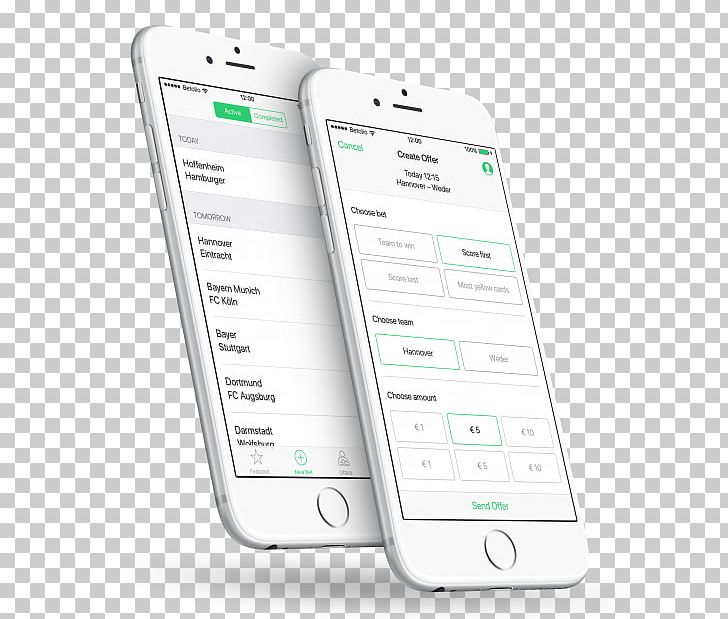 Betollo
12:00
Active
Completed
TODAY
Hoffenheim
Hamburger
TOMORROW
Hannover
Eintracht
Bayern Munich
FC Köln
Bayer
Stuttgart
Dortmund
FC Augsburg
Darmstadt
Wolfsburg
Featured
New Bet
Offers
Betollo
12:00
100%
Cancel
Create Offer
Today 12:15
Hannover – Weder
Choose bet
Team to win
Score first
Score last
Most yellow cards
Choose team
Hannover
Weder
Choose amount
€ 1
€ 5
€ 10
€ 1
€ 5
€ 10
Send Offer